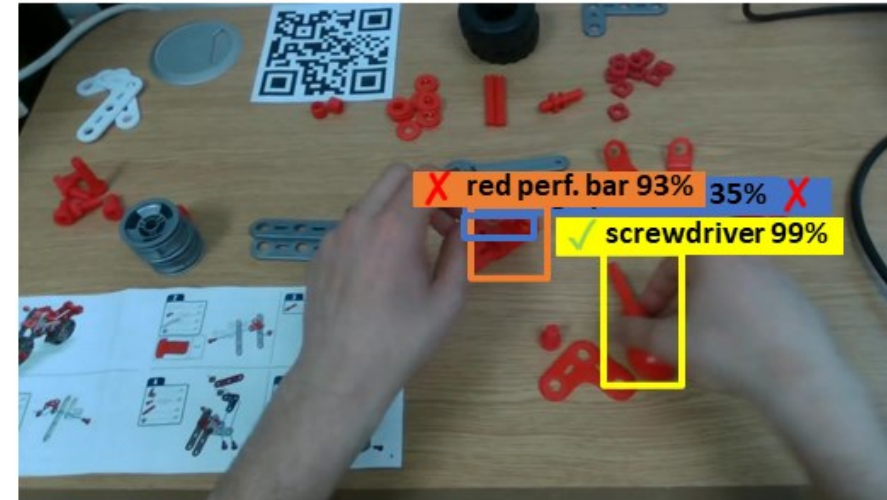 ✗ red perf. bar 93%
35% ✗
✓ screwdriver 99%